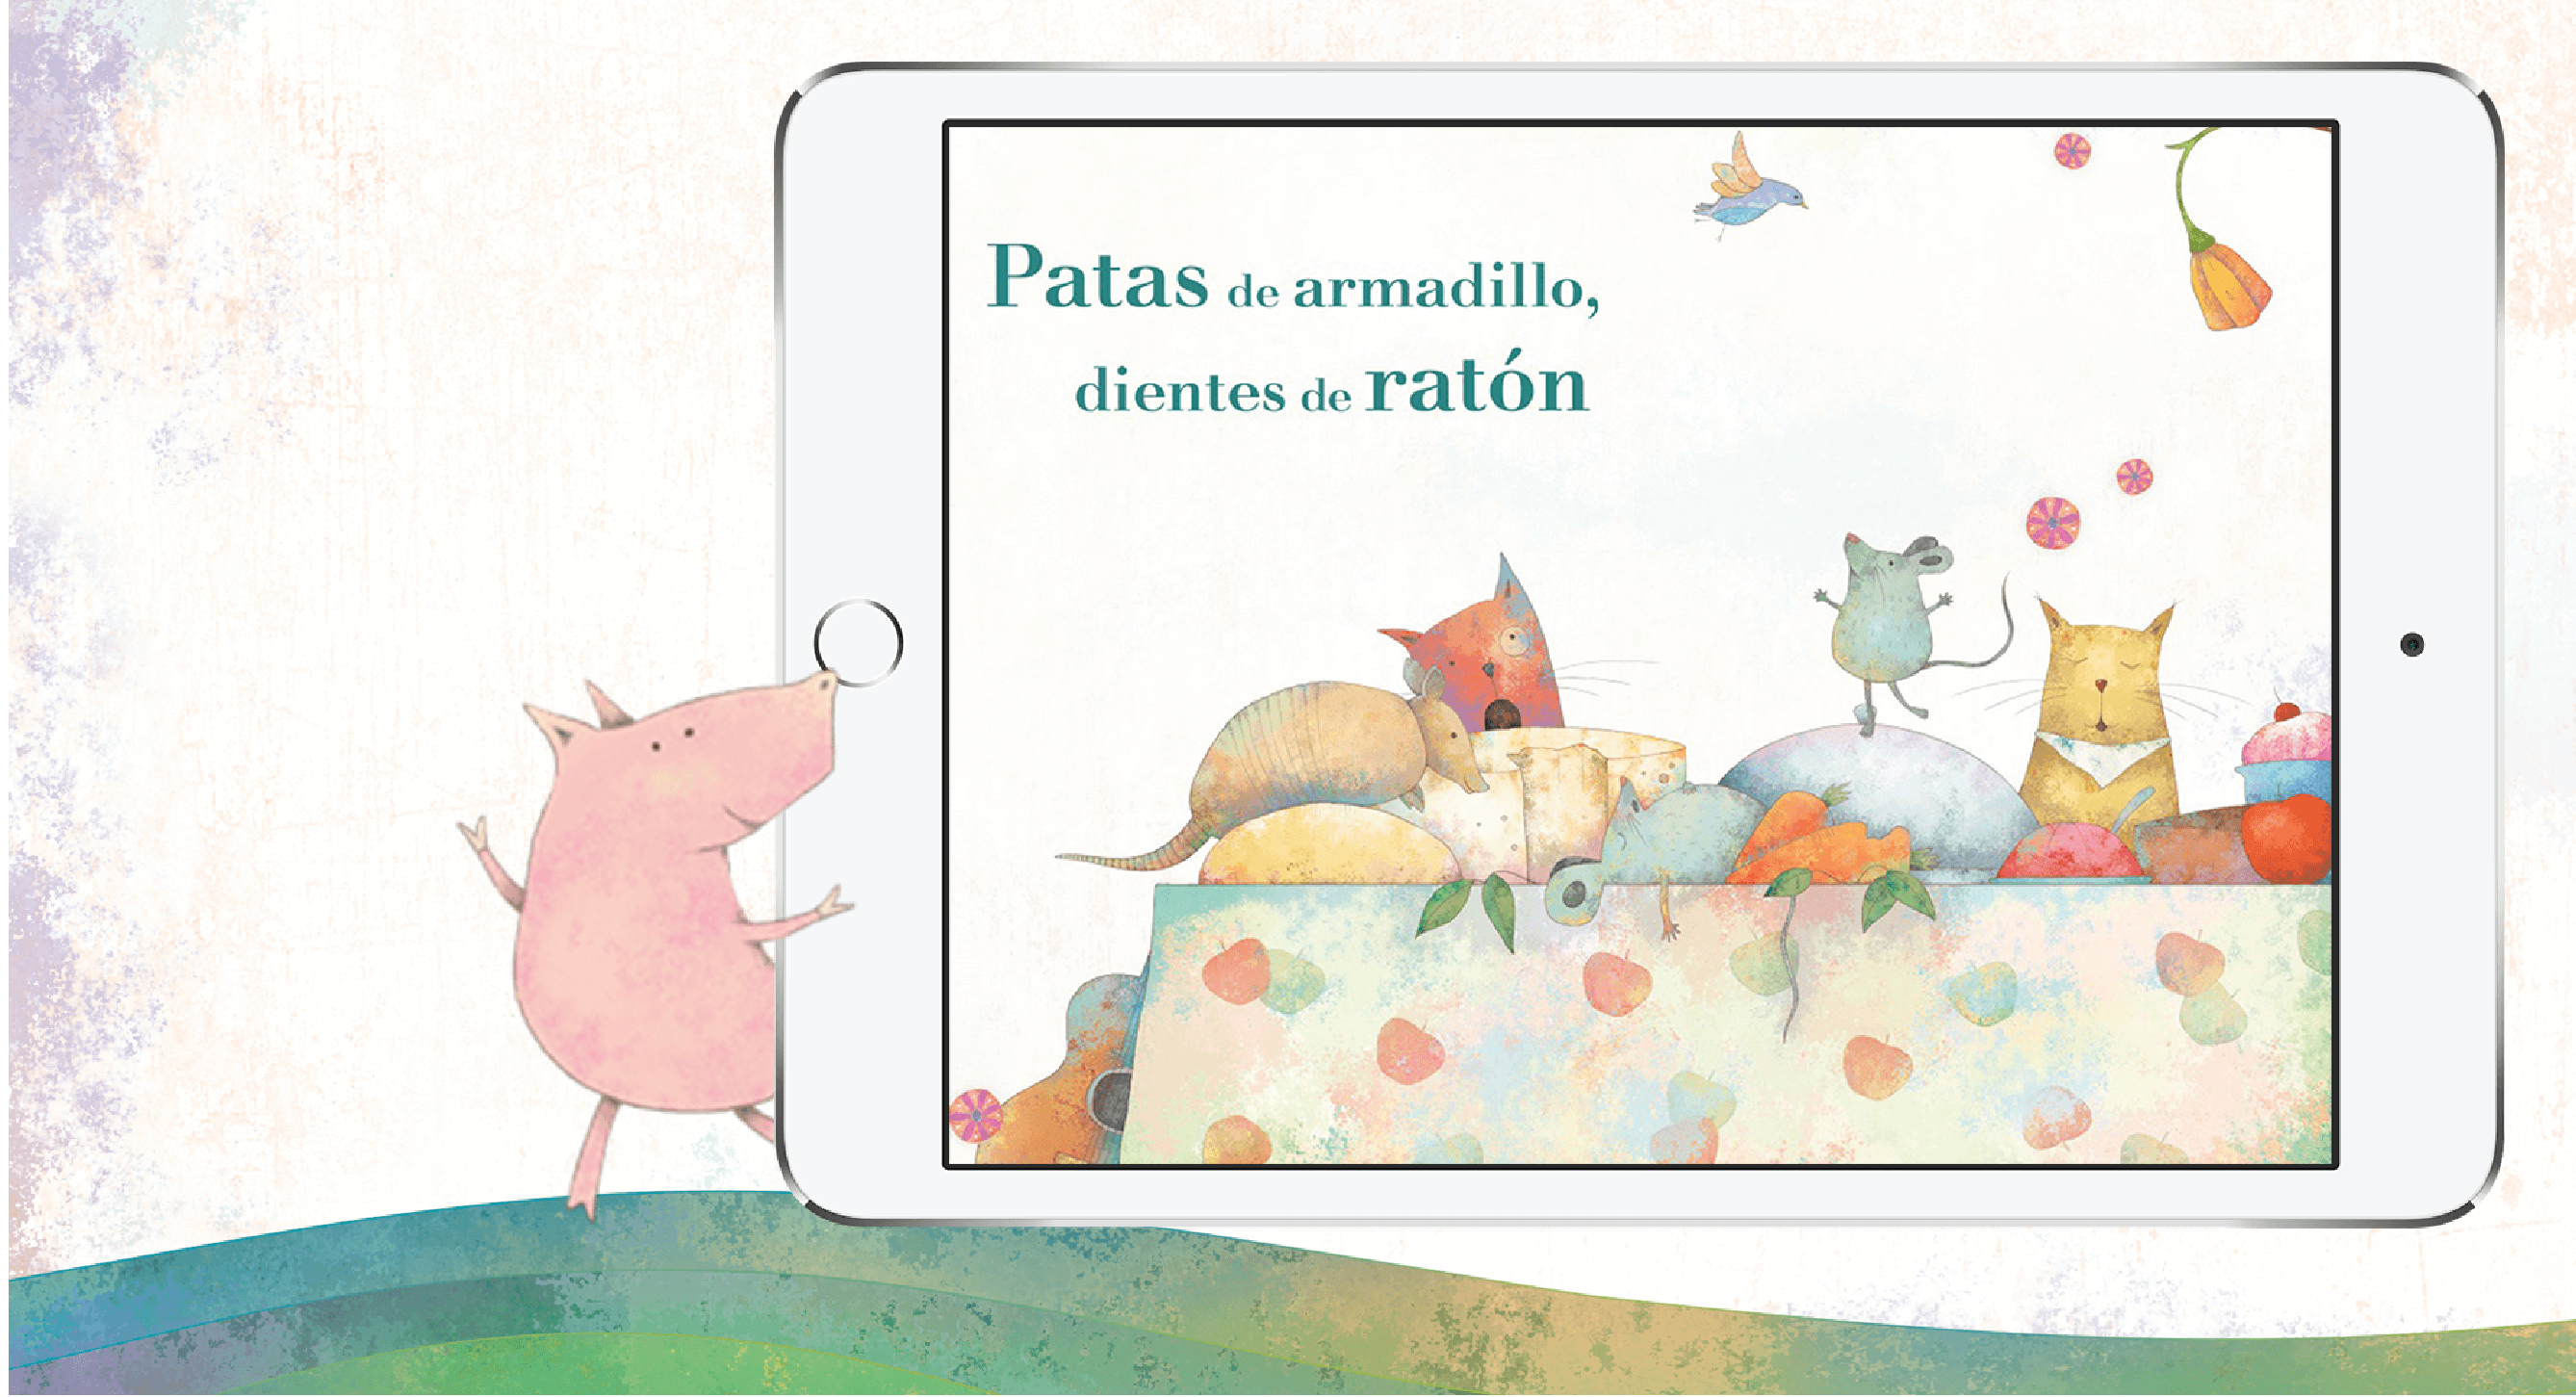 Patas de armadillo,
dientes de ratón